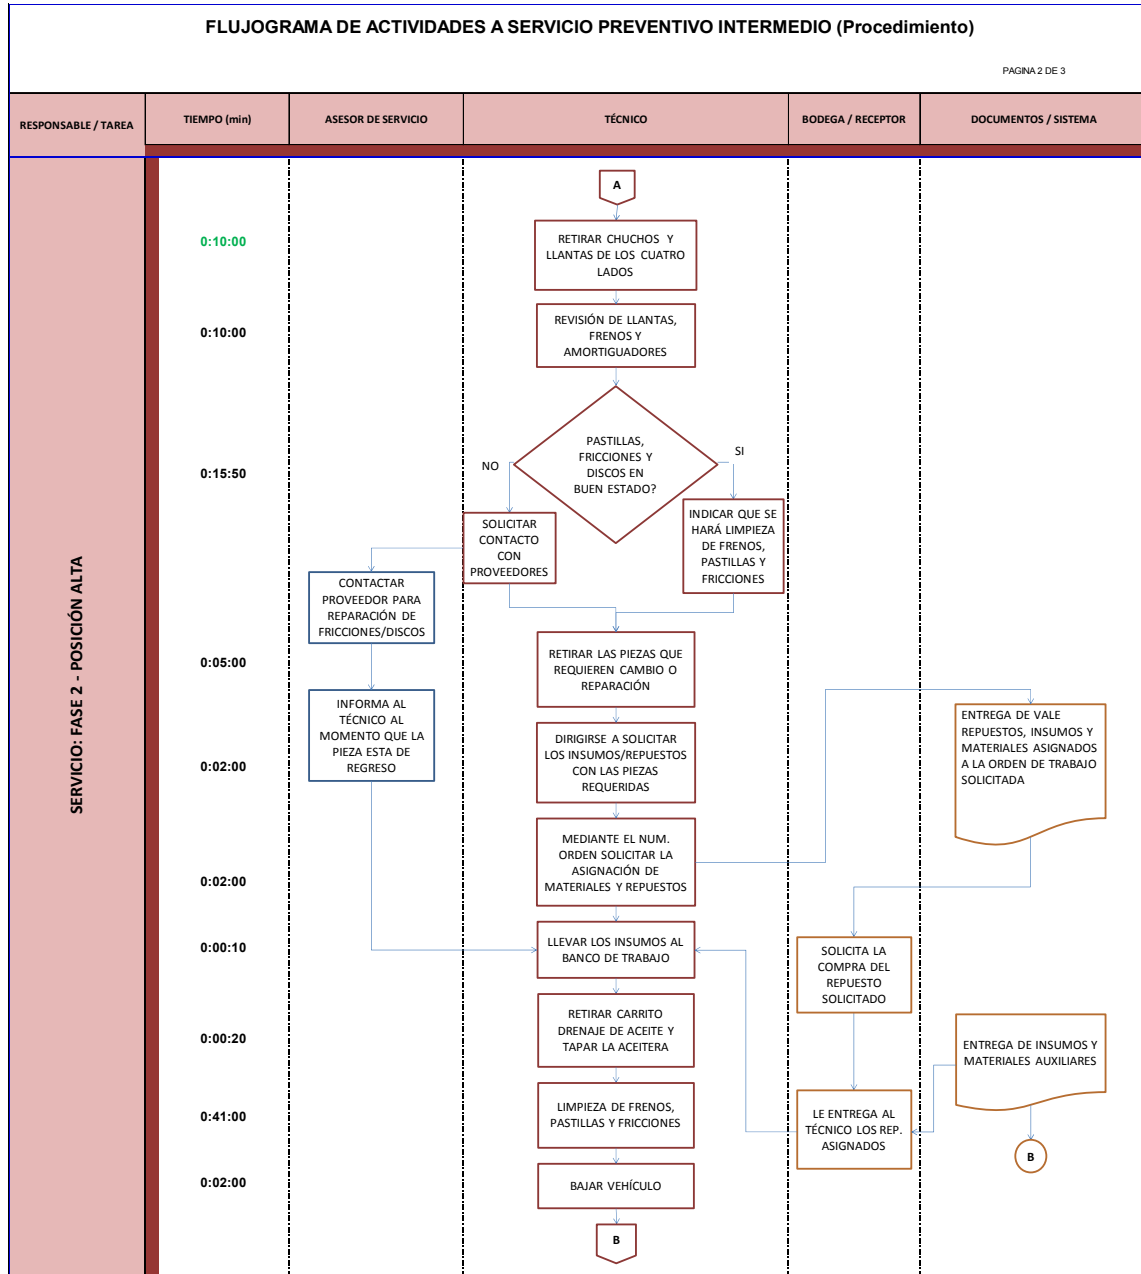 FLUJOGRAMA DE ACTIVIDADES A SERVICIO PREVENTIVO INTERMEDIO (Procedimiento)
PAGINA 2 DE 3
RESPONSABLE / TAREA
TIEMPO (min)
ASESOR DE SERVICIO
TÉCNICO
BODEGA / RECEPTOR
DOCUMENTOS / SISTEMA
SERVICIO: FASE 2 - POSICIÓN ALTA
A
0:10:00
RETIRAR CHUCHOS Y
LLANTAS DE LOS CUATRO
LADOS
0:10:00
REVISIÓN DE LLANTAS,
FRENOS Y
AMORTIGUADORES
0:15:50
PASTILLAS,
FRICCIONES Y
DISCOS EN
BUEN ESTADO?
NO
SI
SOLICITAR
CONTACTO
CON
PROVEEDORES
INDICAR QUE SE
HARÁ LIMPIEZA
DE FRENOS,
PASTILLAS Y
FRICCIONES
CONTACTAR
PROVEEDOR PARA
REPARACIÓN DE
FRICCIONES/DISCOS
0:05:00
RETIRAR LAS PIEZAS QUE
REQUIEREN CAMBIO O
REPARACIÓN
INFORMA AL
TÉCNICO AL
MOMENTO QUE LA
PIEZA ESTA DE
REGRESO
ENTREGA DE VALE
REPUESTOS, INSUMOS Y
MATERIALES ASIGNADOS
A LA ORDEN DE TRABAJO
SOLICITADA
0:02:00
DIRIGIRSE A SOLICITAR
LOS INSUMOS/REPUESTOS
CON LAS PIEZAS
REQUERIDAS
0:02:00
MEDIANTE EL NUM.
ORDEN SOLICITAR LA
ASIGNACIÓN DE
MATERIALES Y REPUESTOS
0:00:10
LLEVAR LOS INSUMOS AL
BANCO DE TRABAJO
SOLICITA LA
COMPRA DEL
REPUESTO
SOLICITADO
0:00:20
RETIRAR CARRITO
DRENAJE DE ACEITE Y
TAPAR LA ACEITERA
ENTREGA DE INSUMOS Y
MATERIALES AUXILIARES
0:41:00
LIMPIEZA DE FRENOS,
PASTILLAS Y FRICCIONES
LE ENTREGA AL
TÉCNICO LOS REP.
ASIGNADOS
B
0:02:00
BAJAR VEHÍCULO
B